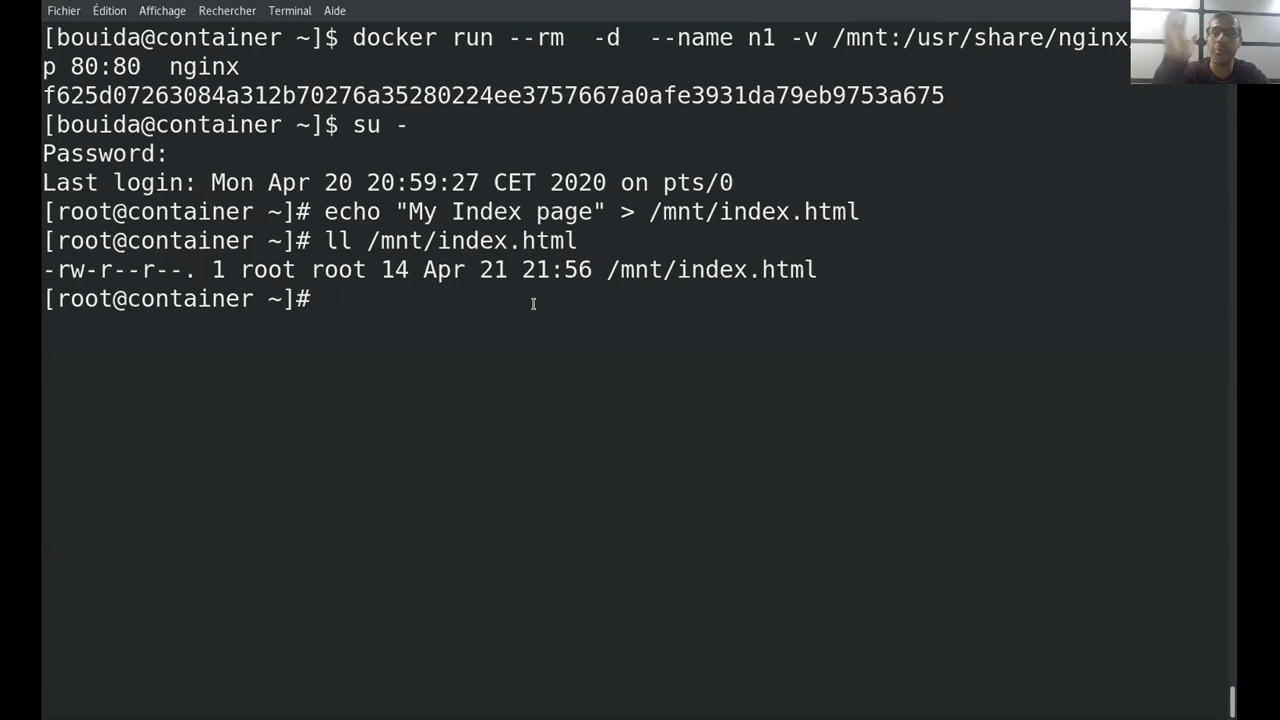 Fichier Édition Affichage Rechercher Terminal Aide
[bouida@container ~]$ docker run --rm  -d  --name n1 -v /mnt:/usr/share/nginx
p 80:80  nginx
f625d07263084a312b70276a35280224ee3757667a0afe3931da79eb9753a675
[bouida@container ~]$ su -
Password:
Last login: Mon Apr 20 20:59:27 CET 2020 on pts/0
[root@container ~]# echo "My Index page" > /mnt/index.html
[root@container ~]# ll /mnt/index.html
-rw-r--r--. 1 root root 14 Apr 21 21:56 /mnt/index.html
[root@container ~]#